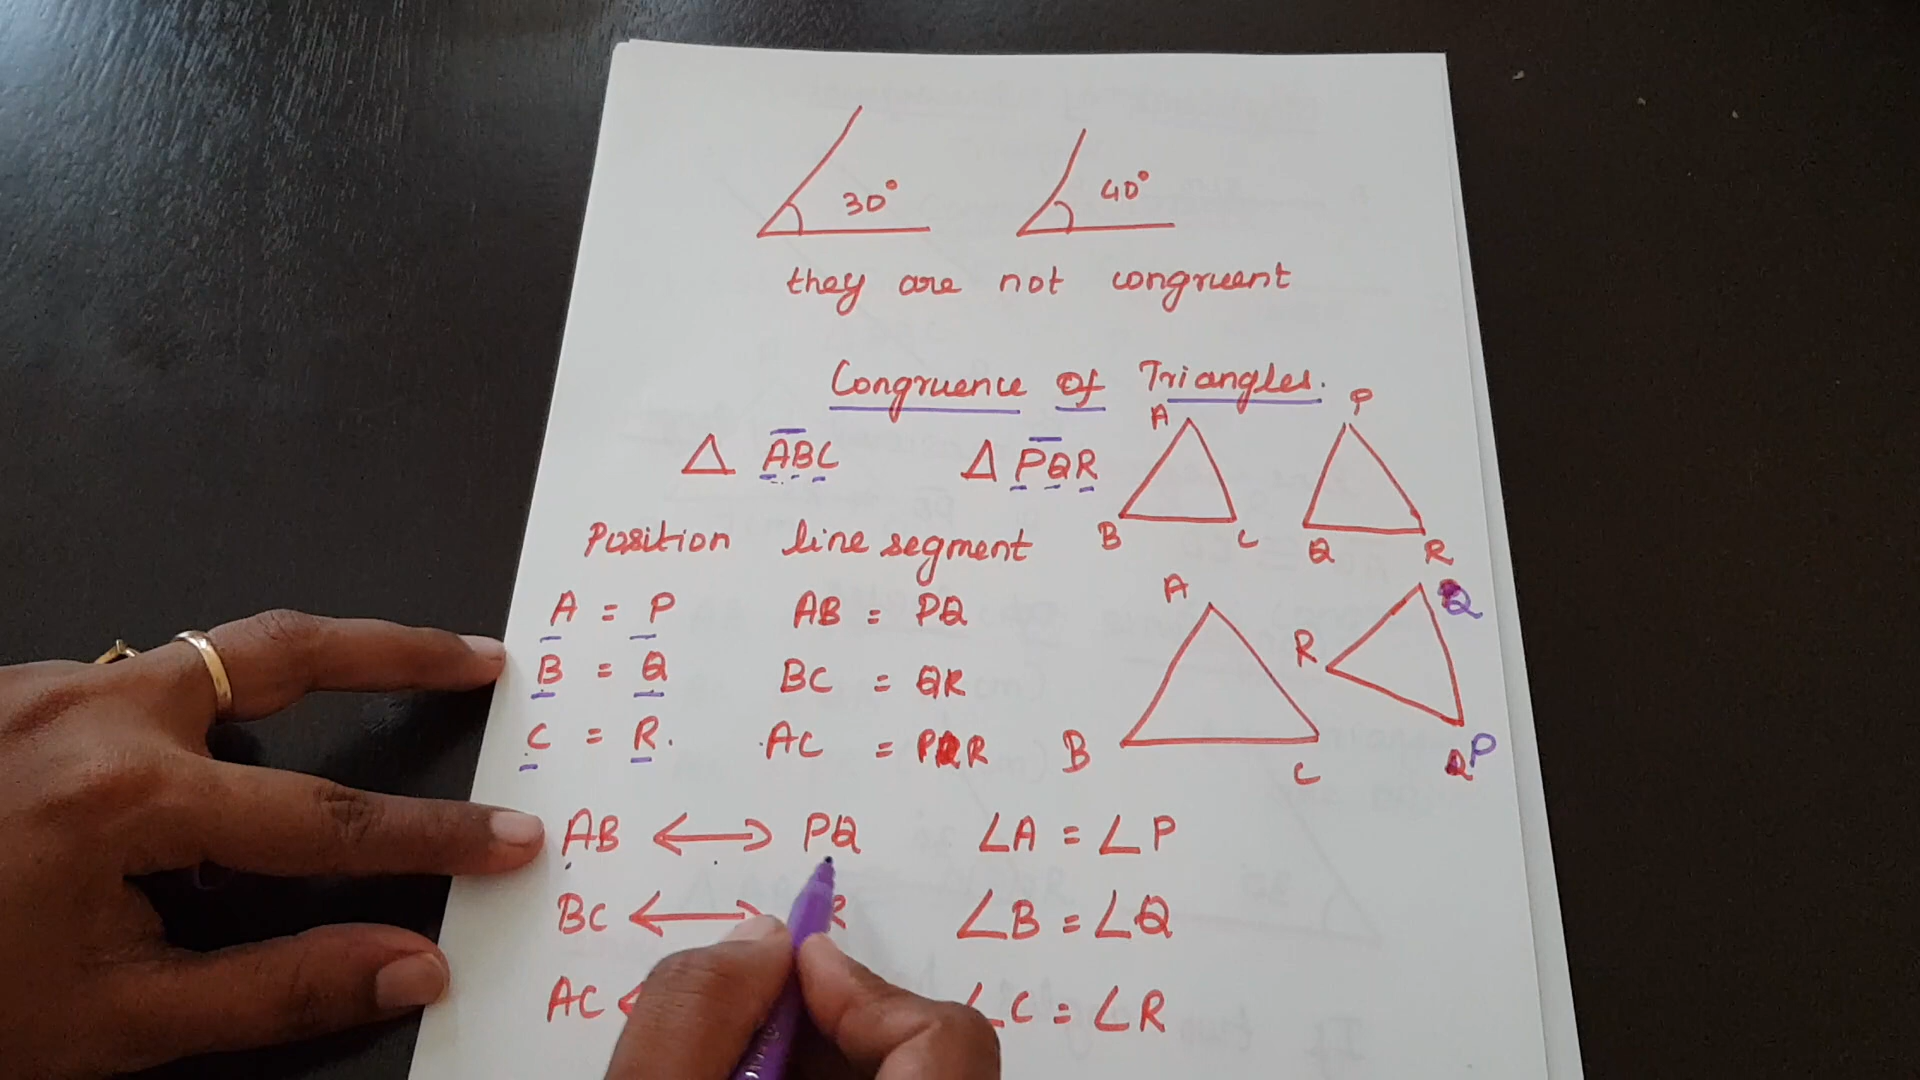 30° 40°
they are not congruent
Congruence of Triangles.
Δ ABC Δ PQR
A P
B C Q R
Position line segment
A = P AB = PQ
B = Q BC = QR
C = R. AC = PR
A Q
R
B C P
AB ⟷ PQ ∠A = ∠P
BC ⟷ R ∠B = ∠Q
AC ∠C = ∠R